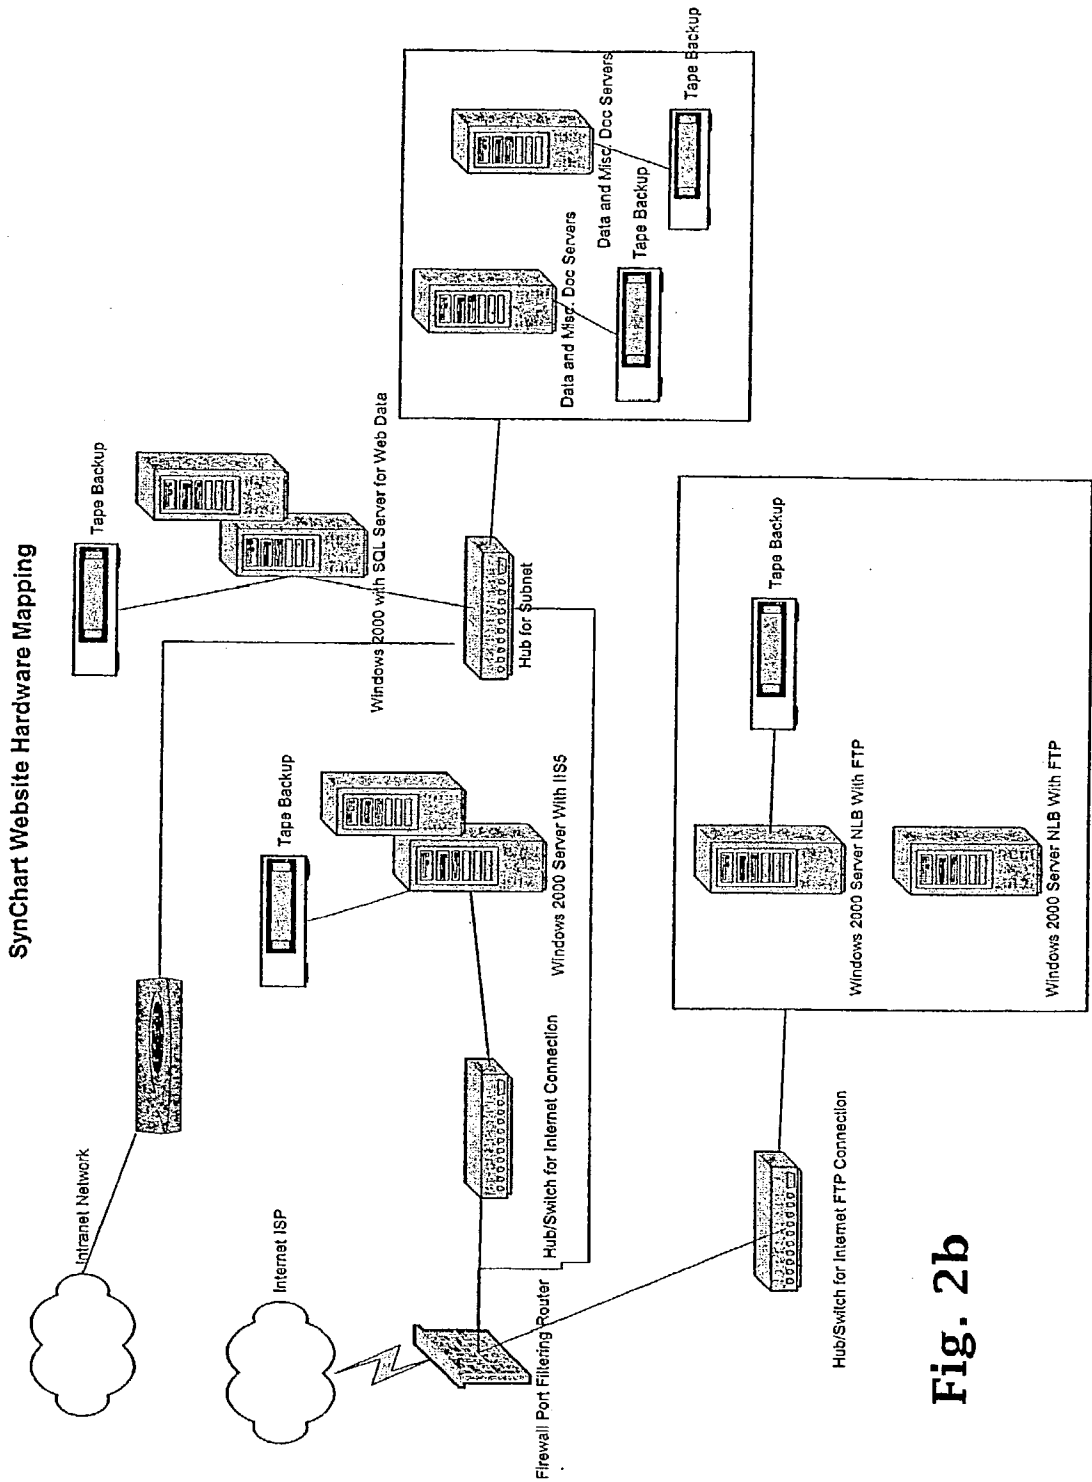 SynChart Website Hardware Mapping
Intranet Network
Tape Backup
Windows 2000 with SQL Server for Web Data
Internet ISP
Tape Backup
Windows 2000 Server With IIS5
Hub for Subnet
Data and Misc. Doc Servers
Tape Backup
Data and Misc. Doc Servers
Tape Backup
Firewall Port Filtering Router
Hub/Switch for Internet Connection
Tape Backup
Windows 2000 Server NLB With FTP
Windows 2000 Server NLB With FTP
Hub/Switch for Internet FTP Connection
Fig. 2b